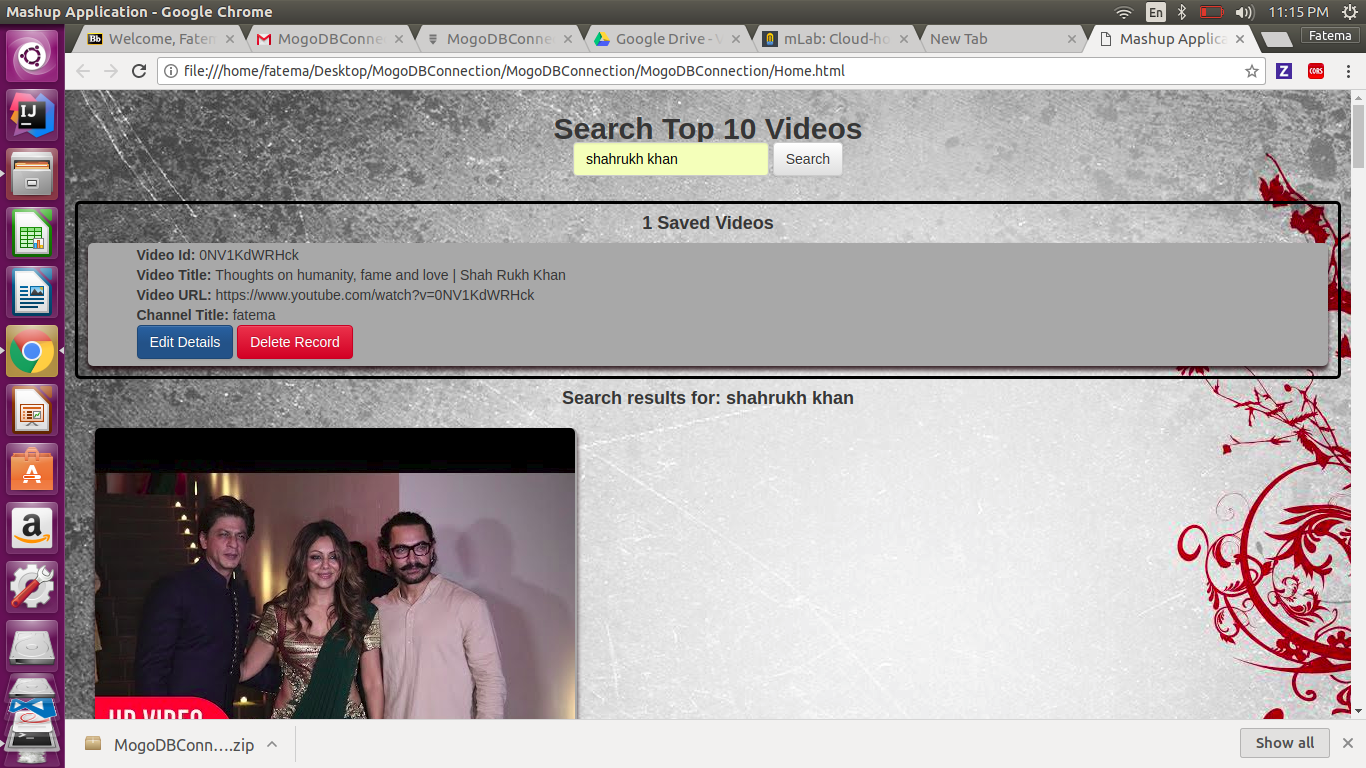 Mashup Application - Google Chrome
En
11:15 PM
Fatema
Bb
Welcome, Fatem
MogoDBConne
MogoDBConne
Google Drive - V
mLab: Cloud-ho
New Tab
Mashup Applica
file:///home/fatema/Desktop/MogoDBConnection/MogoDBConnection/MogoDBConnection/Home.html
Z
CORS
IJ
Search Top 10 Videos
shahrukh khan
Search
1 Saved Videos
Video Id: 0NV1KdWRHck
Video Title: Thoughts on humanity, fame and love | Shah Rukh Khan
Video URL: https://www.youtube.com/watch?v=0NV1KdWRHck
Channel Title: fatema
Edit Details
Delete Record
Search results for: shahrukh khan
HD VIDEO
MogoDBConn....zip
Show all